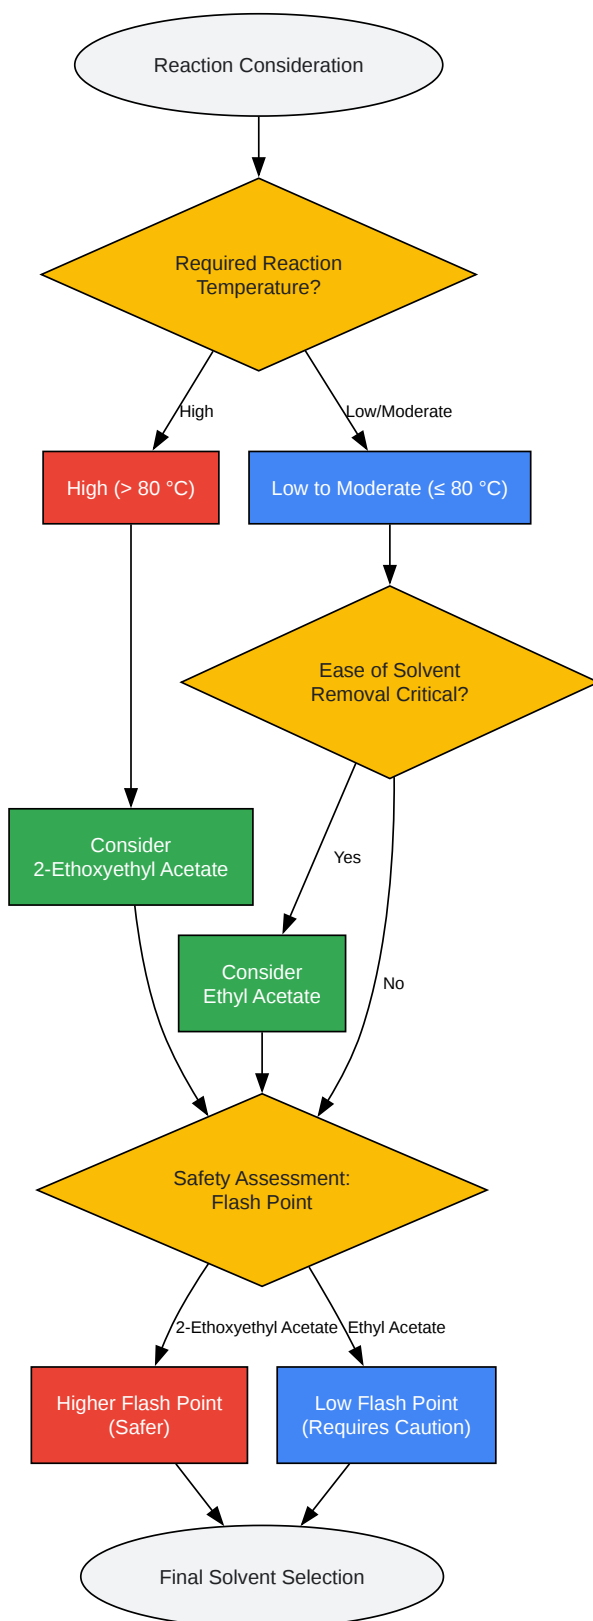 Reaction Consideration
Required Reaction
Temperature?
High
Low/Moderate
High (> 80 °C)
Low to Moderate (≤ 80 °C)
Ease of Solvent
Removal Critical?
Consider
2-Ethoxyethyl Acetate
Yes
Consider
Ethyl Acetate
No
Safety Assessment:
Flash Point
2-Ethoxyethyl Acetate
Ethyl Acetate
Higher Flash Point
(Safer)
Low Flash Point
(Requires Caution)
Final Solvent Selection